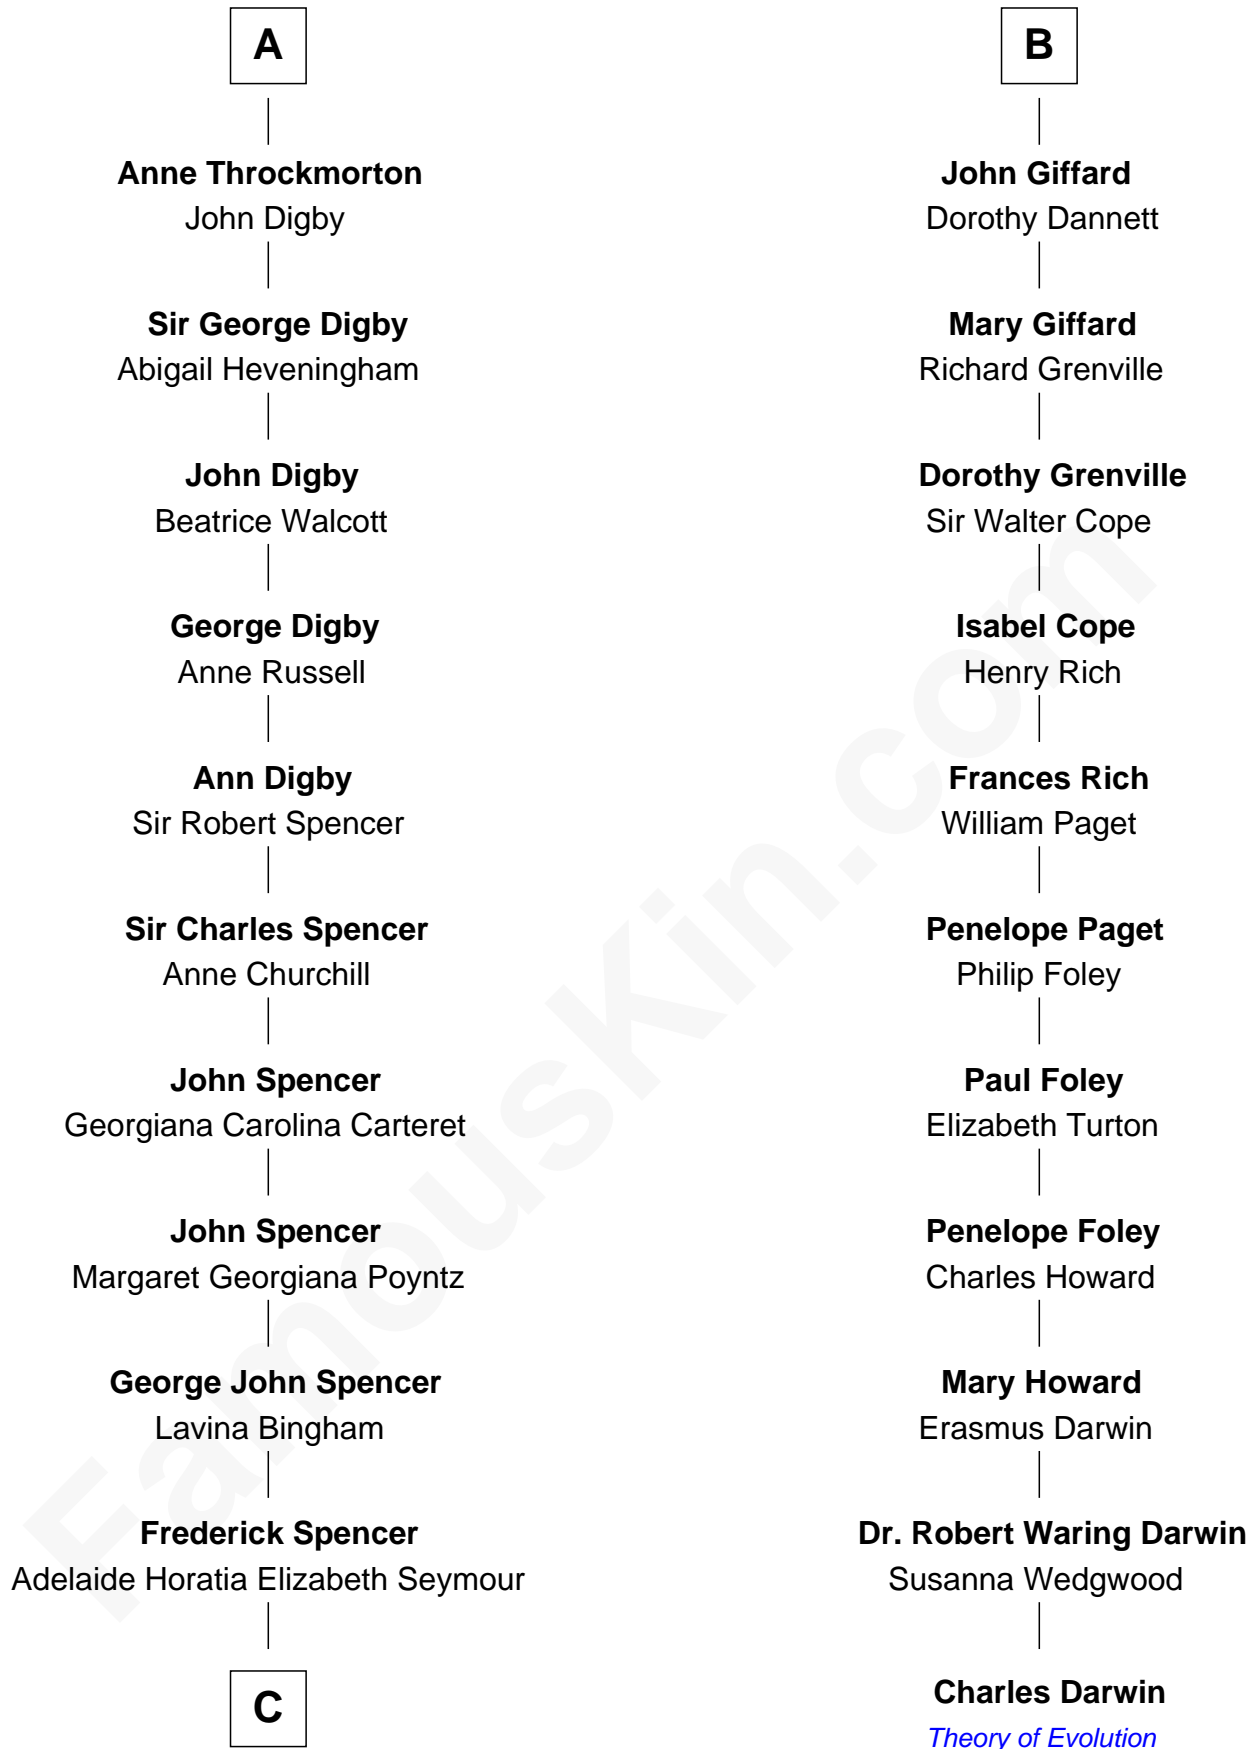 A
Anne Throckmorton
John Digby
Sir George Digby
Abigail Heveningham
John Digby
Beatrice Walcott
George Digby
Anne Russell
Ann Digby
Sir Robert Spencer
Sir Charles Spencer
Anne Churchill
John Spencer
Georgiana Carolina Carteret
John Spencer
Margaret Georgiana Poyntz
George John Spencer
Lavina Bingham
Frederick Spencer
Adelaide Horatia Elizabeth Seymour
C
B
John Giffard
Dorothy Dannett
Mary Giffard
Richard Grenville
Dorothy Grenville
Sir Walter Cope
Isabel Cope
Henry Rich
Frances Rich
William Paget
Penelope Paget
Philip Foley
Paul Foley
Elizabeth Turton
Penelope Foley
Charles Howard
Mary Howard
Erasmus Darwin
Dr. Robert Waring Darwin
Susanna Wedgwood
Charles Darwin
Theory of Evolution
FamousKin.com